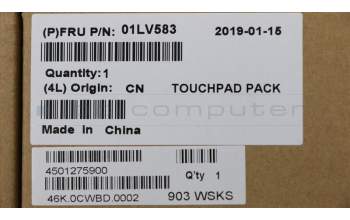 (P)FRU P/N: 01LV583 2019-01-15
Quantity:1
(4L) Origin: CN TOUCHPAD PACK
computer
Made in China
4501275900 Q'ty 1
46K.0CWBD.0002 903 WSKS